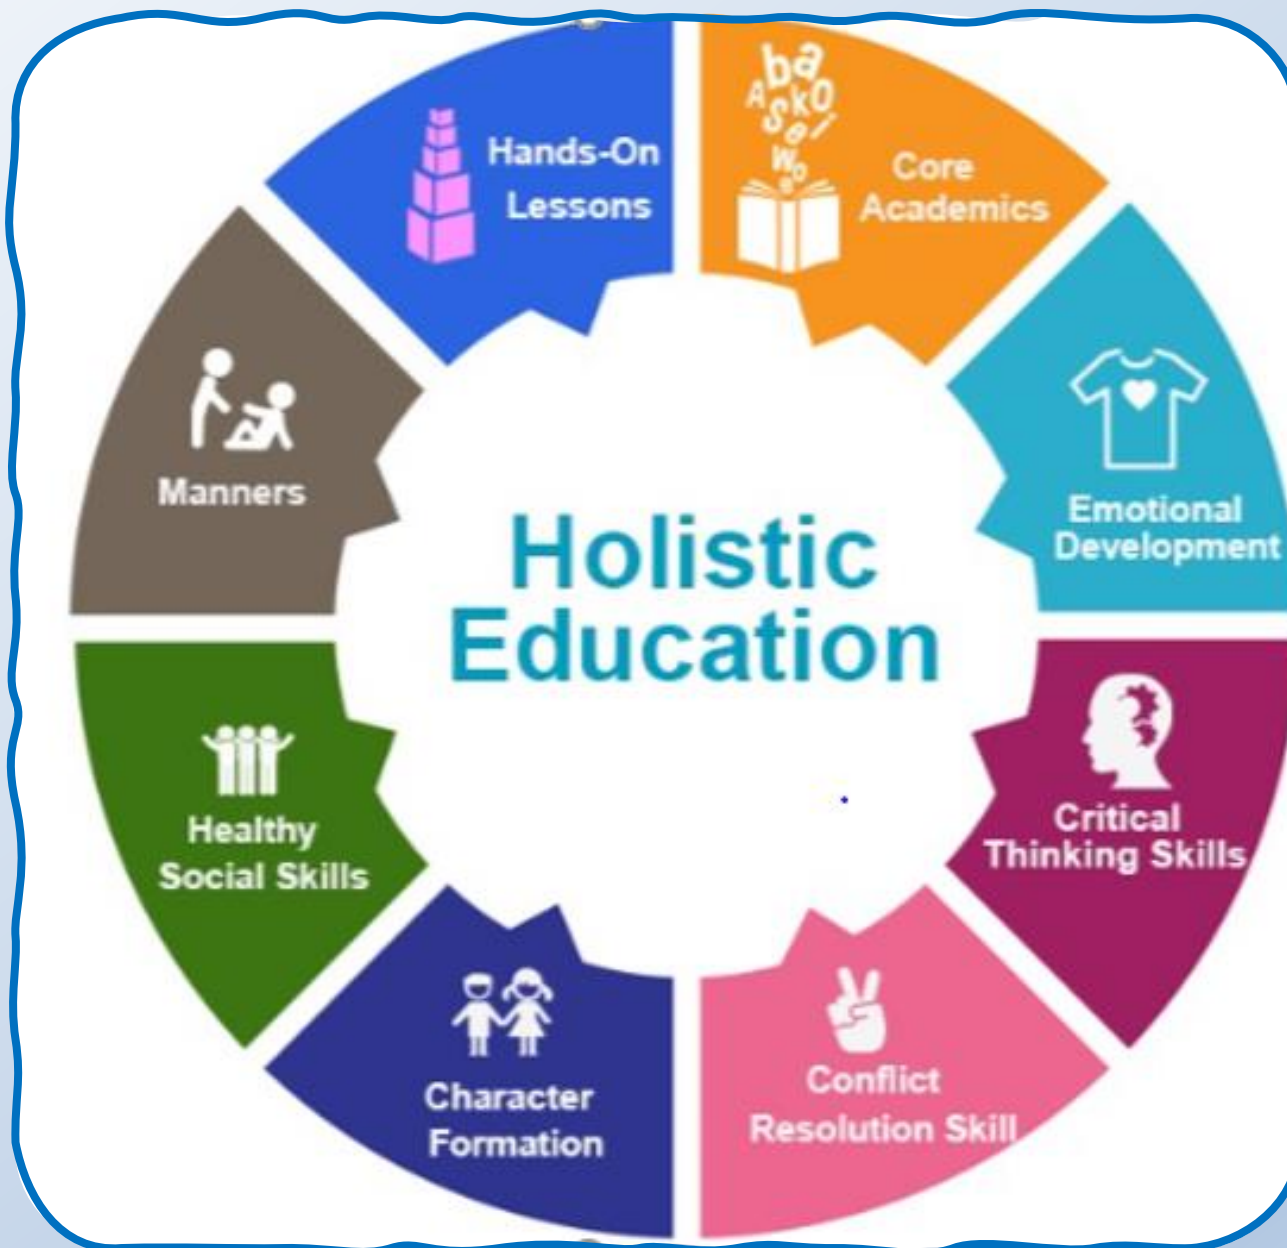 Hands-On
Lessons
Core
Academics
Emotional
Development
Critical
Thinking Skills
Conflict
Resolution Skill
Character
Formation
Healthy
Social Skills
Manners
Holistic
Education